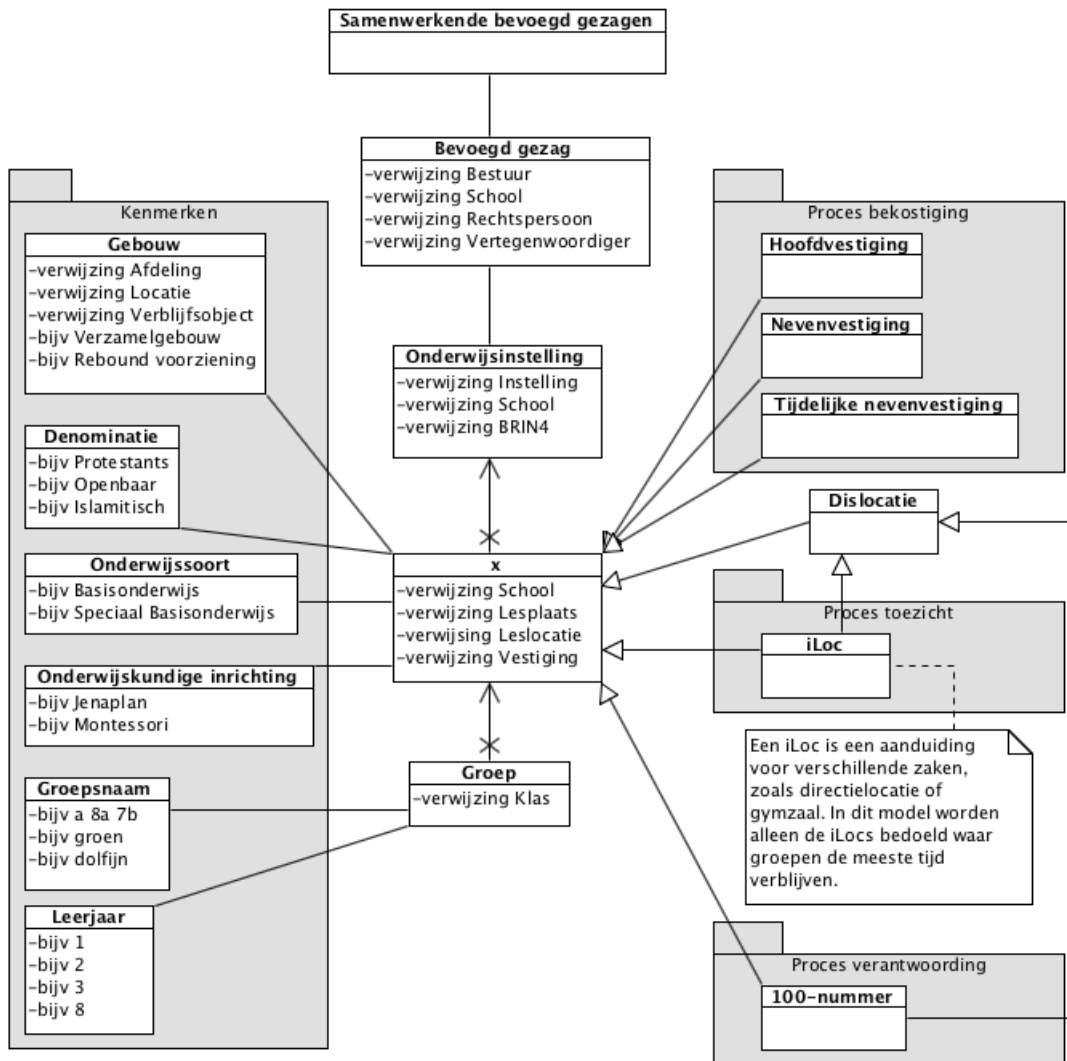 Samenwerkende bevoegd gezagen
Bevoegd gezag
-verwijzing Bestuur
-verwijzing School
-verwijzing Rechtspersoon
-verwijzing Vertegenwoordiger
Kenmerken
Gebouw
-verwijzing Afdeling
-verwijzing Locatie
-verwijzing Verblijfsobject
-bijv Verzamelgebouw
-bijv Rebound voorziening
Denominatie
-bijv Protestants
-bijv Openbaar
-bijv Islamitisch
Onderwijssoort
-bijv Basisonderwijs
-bijv Speciaal Basisonderwijs
Onderwijskundige inrichting
-bijv Jenaplan
-bijv Montessori
Groepsnaam
-bijv a 8a 7b
-bijv groen
-bijv dolfijn
Leerjaar
-bijv 1
-bijv 2
-bijv 3
-bijv 8
Onderwijsinstelling
-verwijzing Instelling
-verwijzing School
-verwijzing BRIN4
x
-verwijzing School
-verwijzing Lesplaats
-verwijsing Leslocatie
-verwijzing Vestiging
Groep
-verwijzing Klas
Proces bekostiging
Hoofdvestiging
Nevenvestiging
Tijdelijke nevenvestiging
Dislocatie
Proces toezicht
iLoc
Een iLoc is een aanduiding
voor verschillende zaken,
zoals directielocatie of
gymzaal. In dit model worden
alleen de iLocs bedoeld waar
groepen de meeste tijd
verblijven.
Proces verantwoording
100-nummer